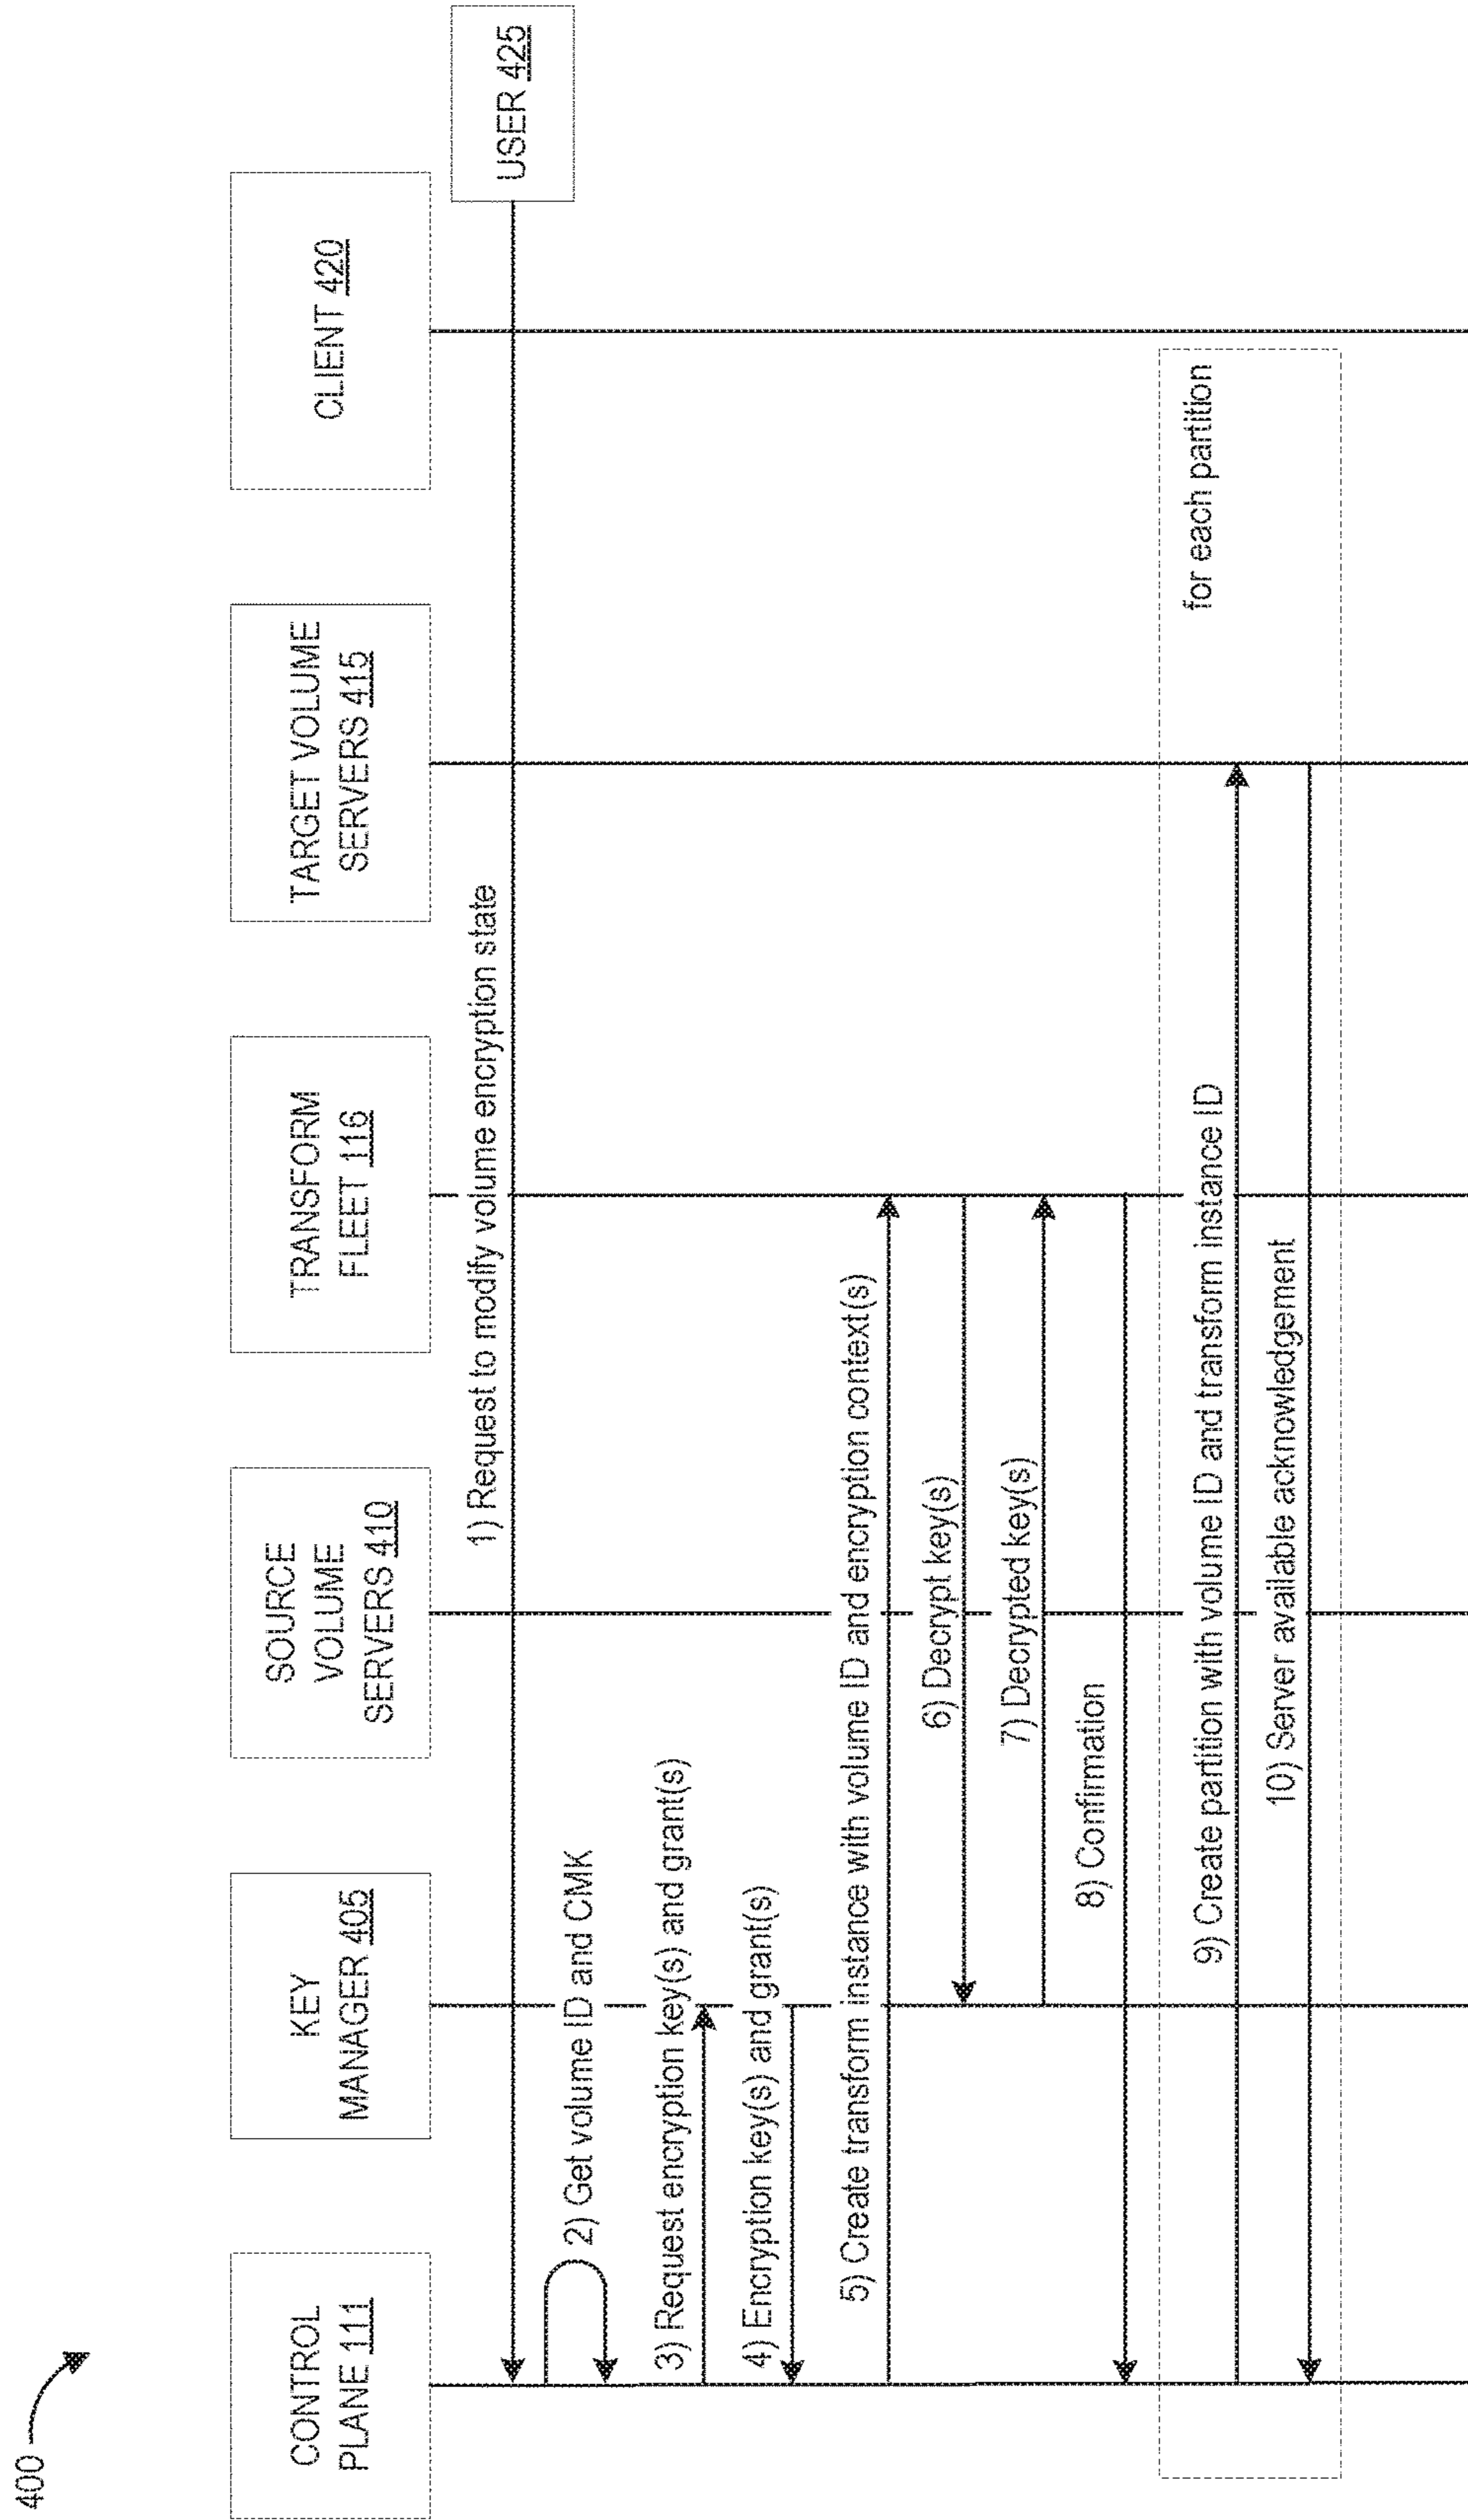 400
CONTROL
PLANE 111
KEY
MANAGER 405
SOURCE
VOLUME
SERVERS 410
TRANSFORM
FLEET 116
TARGET VOLUME
SERVERS 415
CLIENT 420
USER 425
1) Request to modify volume encryption state
2) Get volume ID and CMK
3) Request encryption key(s) and grant(s)
4) Encryption key(s) and grant(s)
5) Create transform instance with volume ID and encryption context(s)
6) Decrypt key(s)
7) Decrypted key(s)
8) Confirmation
for each partition
9) Create partition with volume ID and transform instance ID
10) Server available acknowledgement